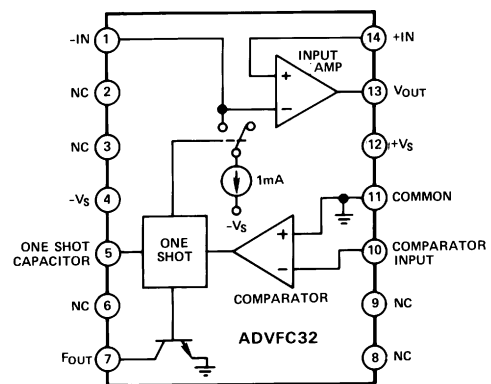 -IN 1
14 +IN
INPUT
AMP
+
−
NC 2
13 VOUT
NC 3
12 +VS
1mA
-VS 4
-VS
11 COMMON
ONE SHOT
CAPACITOR
5
ONE
SHOT
+
−
10
COMPARATOR
INPUT
COMPARATOR
NC 6
9 NC
ADVFC32
FOUT 7
8 NC